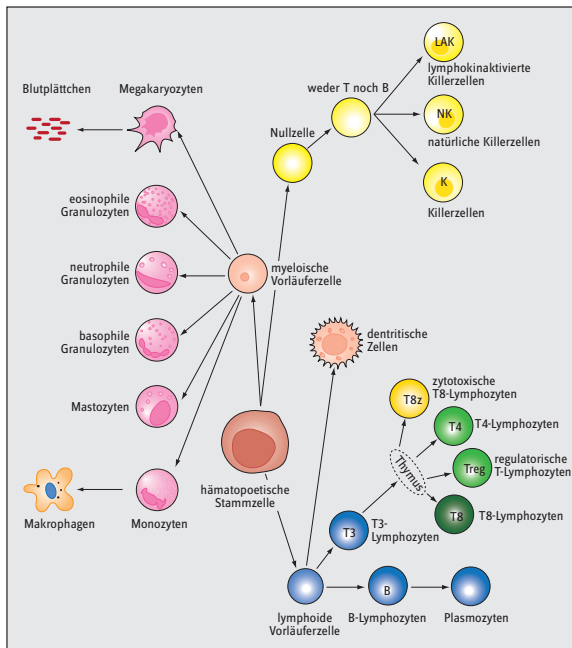 LAK
lymphokinaktivierte
Killerzellen
weder T noch B
Blutplättchen
Megakaryozyten
NK
Nullzelle
natürliche Killerzellen
K
Killerzellen
eosinophile
Granulozyten
neutrophile
Granulozyten
myeloische
Vorläuferzelle
basophile
Granulozyten
dentritische
Zellen
Mastozyten
zytotoxische
T8-Lymphozyten
T8z
T4
T4-Lymphozyten
Thymus
Treg
regulatorische
T-Lymphozyten
T8
T8-Lymphozyten
hämatopoetische
Stammzelle
Makrophagen
Monozyten
T3
T3-
Lymphozyten
B
lymphoide
Vorläuferzelle
B-Lymphozyten
Plasmozyten